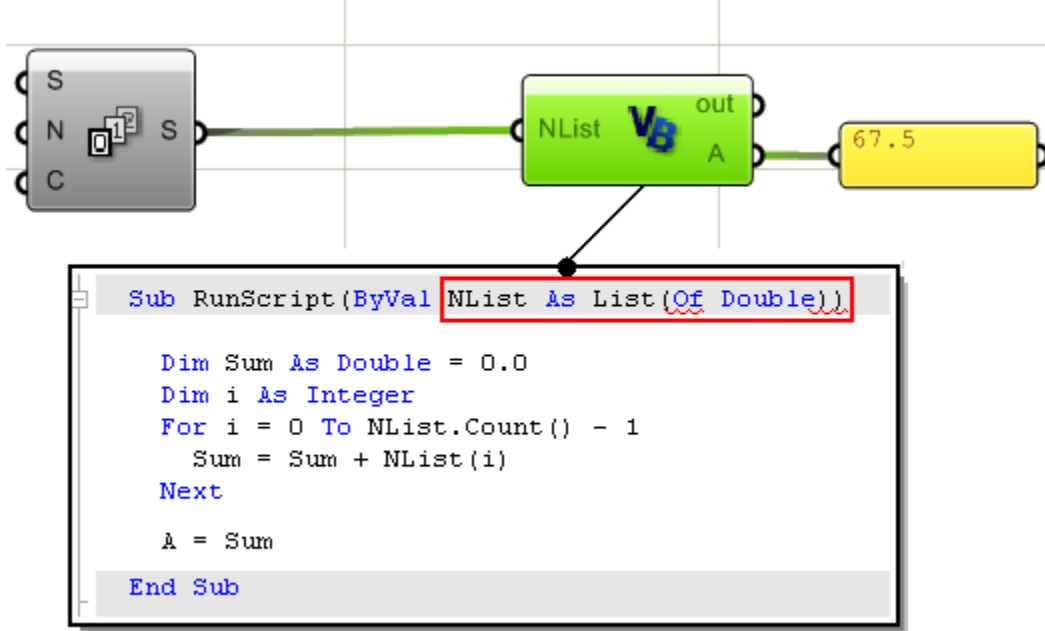 S
N S
C
NList VB out
A
67.5
Sub RunScript(ByVal NList As List(Of Double))
Dim Sum As Double = 0.0
Dim i As Integer
For i = 0 To NList.Count() - 1
Sum = Sum + NList(i)
Next
A = Sum
End Sub